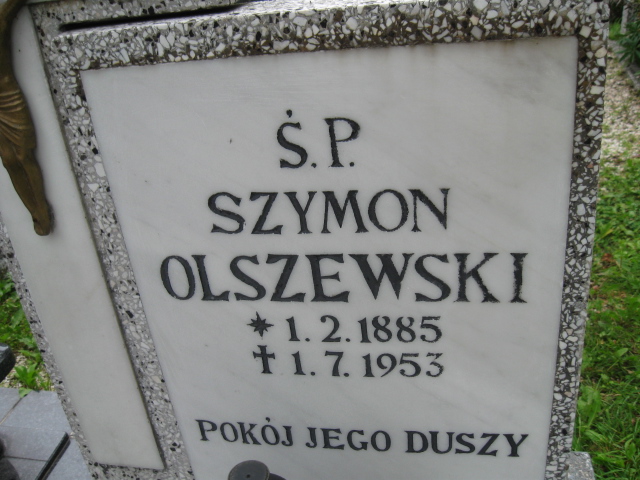 Ś.P.
SZYMON
OLSZEWSKI
* 1.2.1885
✝ 1.7.1953
POKÓJ JEGO DUSZY